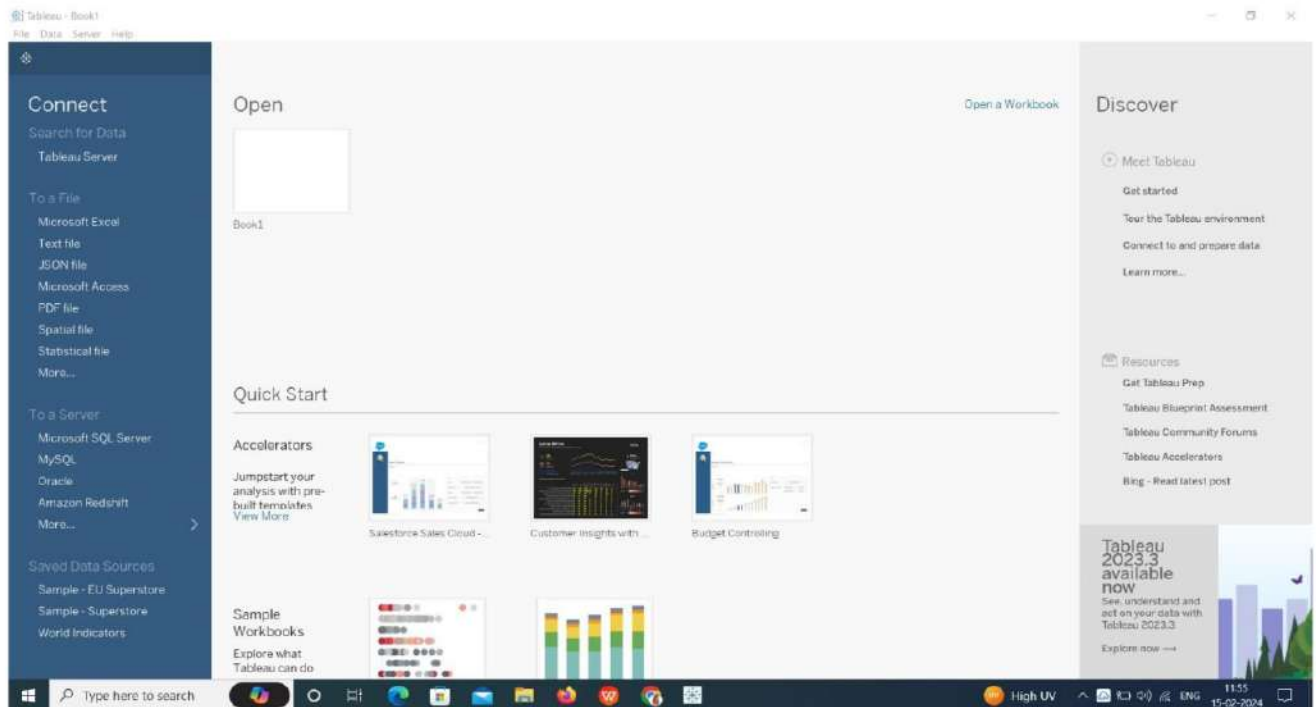 Tableau - Book1
File Data Server Help
Connect
Search for Data
Tableau Server
To a File
Microsoft Excel
Text file
JSON file
Microsoft Access
PDF file
Spatial file
Statistical file
More...
To a Server
Microsoft SQL Server
MySQL
Oracle
Amazon Redshift
More...
Saved Data Sources
Sample - EU Superstore
Sample - Superstore
World Indicators
Open
Open a Workbook
Book1
Quick Start
Accelerators
Jumpstart your
analysis with pre-
built templates
View More
Salesforce Sales Cloud -...
Customer Insights with ...
Budget Controlling
Sample
Workbooks
Explore what
Tableau can do
Discover
Meet Tableau
Get started
Tour the Tableau environment
Connect to and prepare data
Learn more...
Resources
Get Tableau Prep
Tableau Blueprint Assessment
Tableau Community Forums
Tableau Accelerators
Bing - Read latest post
Tableau
2023.3
available
now
See, understand and
act on your data with
Tableau 2023.3
Explore now →
Type here to search
High UV
ENG
11:55
15-02-2024